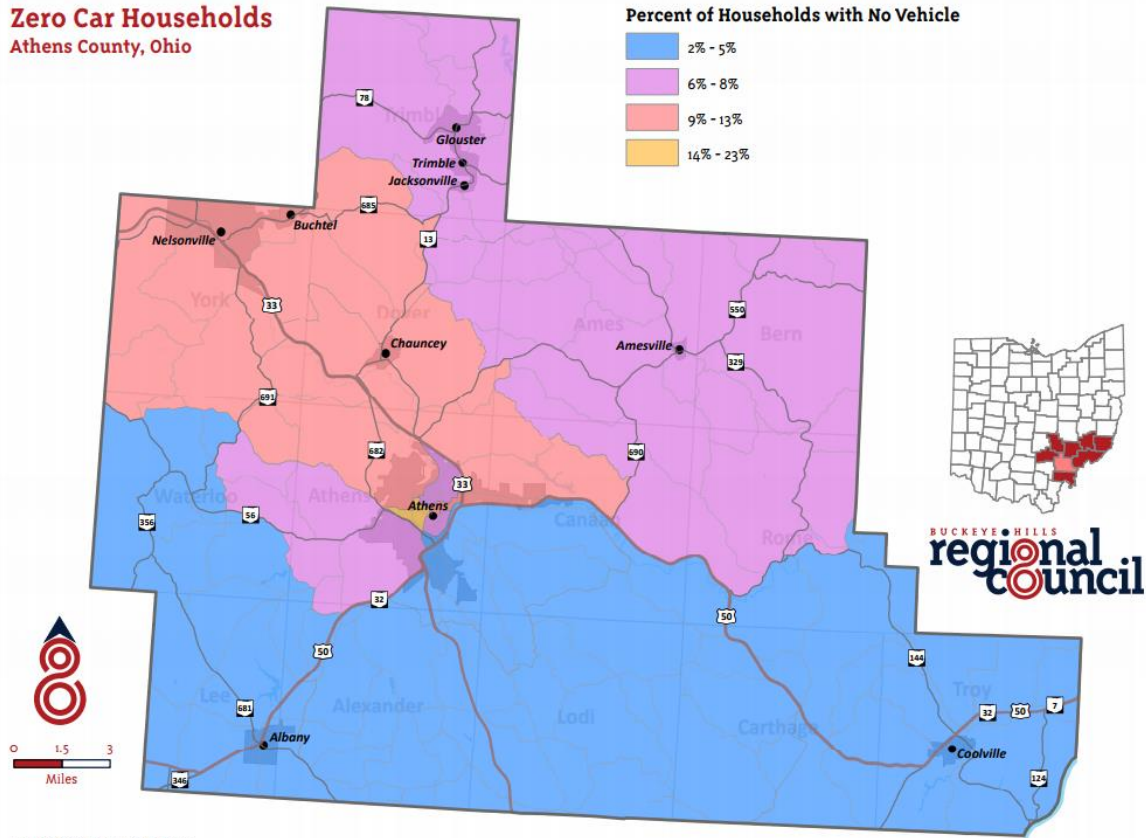 Zero Car Households
Athens County, Ohio
Percent of Households with No Vehicle
2% - 5%
6% - 8%
9% - 13%
14% - 23%
78
Trimble
Glouster
Trimble
Jacksonville
685
Buchtel
Nelsonville
13
York
33
Dover
550
Ames
Bern
Chauncey
Amesville
329
691
682
690
33
Waterloo
Athens
56
Athens
356
Canaan
Rome
BUCKEYE HILLS
regional
council
32
50
50
144
Lee
681
Alexander
Lodi
Carthage
Troy
32
50
7
Albany
Coolville
346
124
0 1.5 3
Miles